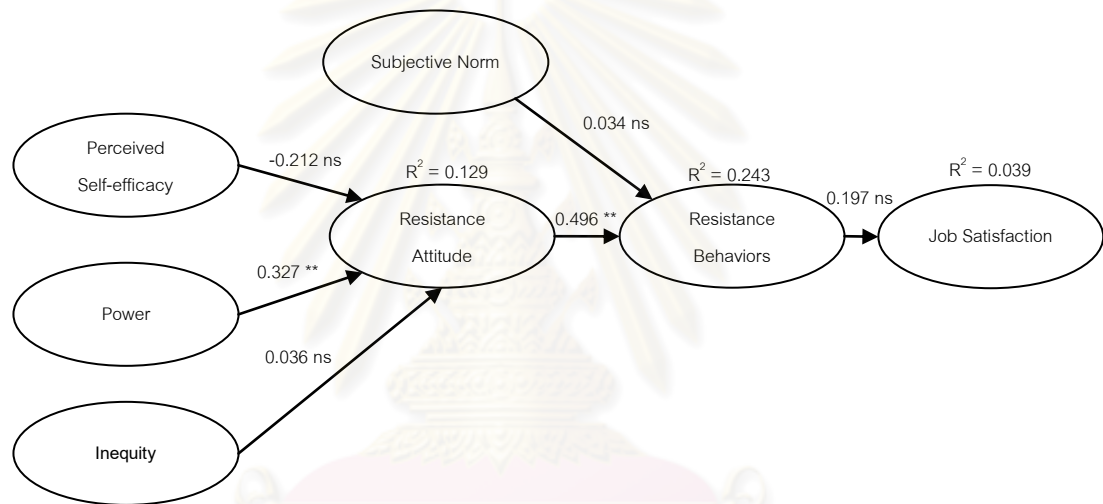 Subjective Norm
0.034 ns
Perceived
Self-efficacy
-0.212 ns
R² = 0.129
R² = 0.243
R² = 0.039
Resistance
Attitude
0.496 **
Resistance
Behaviors
0.197 ns
Job Satisfaction
Power
0.327 **
0.036 ns
Inequity